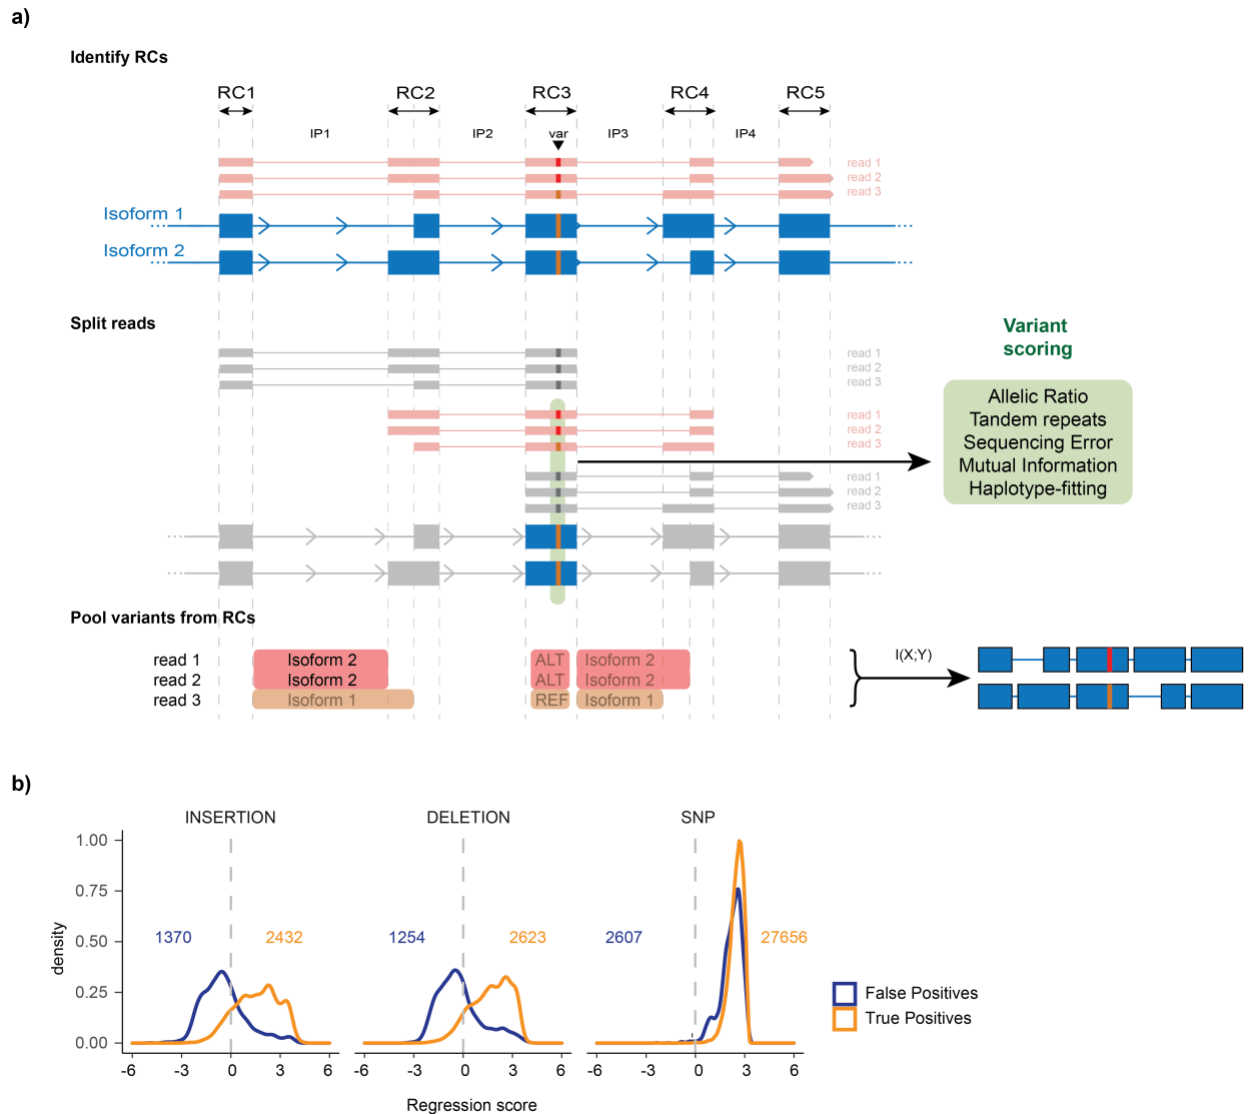 a)
Identify RCs
RC1 RC2 RC3 RC4 RC5
IP1 IP2 var IP3 IP4
read 1
read 2
read 3
Isoform 1
Isoform 2
Split reads
Variant
scoring
read 1
read 2
read 3
Allelic Ratio
Tandem repeats
Sequencing Error
Mutual Information
Haplotype-fitting
read 1
read 2
read 3
read 1
read 2
read 3
Pool variants from RCs
read 1 Isoform 2 ALT Isoform 2
read 2 Isoform 2 ALT Isoform 2
read 3 Isoform 1 REF Isoform 1
I(X;Y)
b)
INSERTION DELETION SNP
1.00
0.75
0.50
0.25
0.00
density
1370 2432 1254 2623 2607 27656
False Positives
True Positives
-6 -3 0 3 6 -6 -3 0 3 6 -6 -3 0 3 6
Regression score